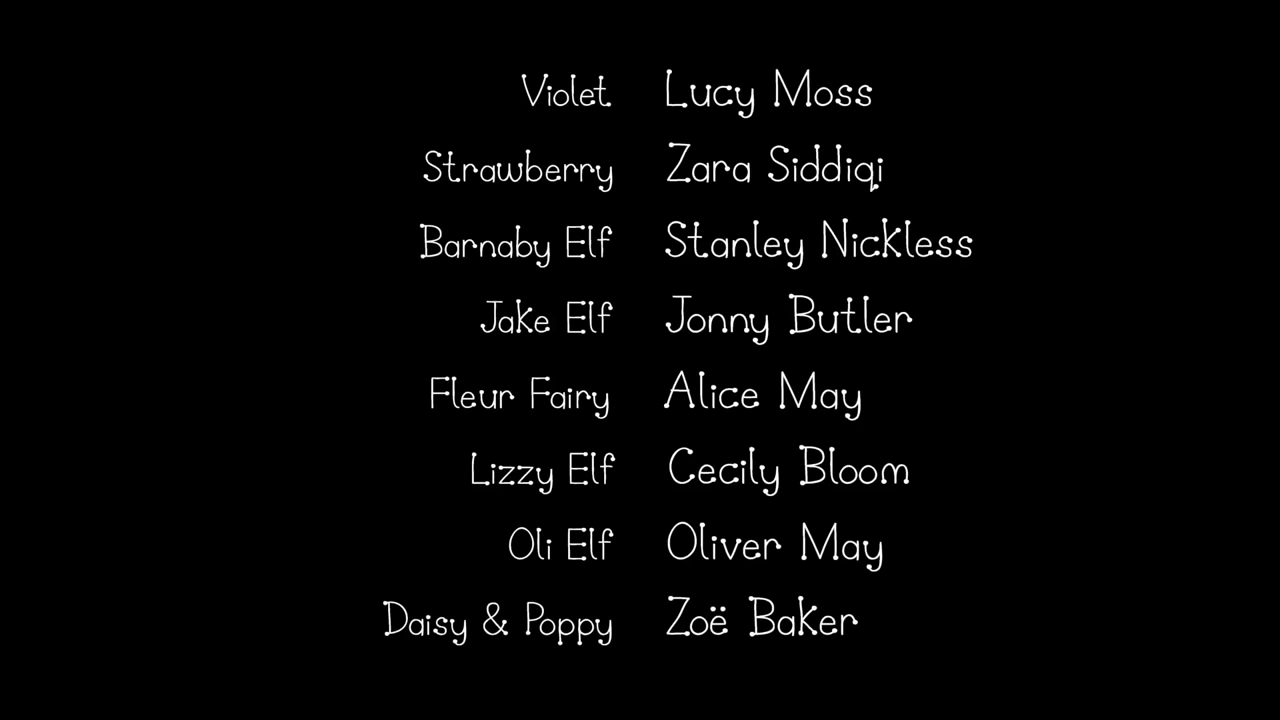 Violet Lucy Moss
Strawberry Zara Siddiqi
Barnaby Elf Stanley Nickless
Jake Elf Jonny Butler
Fleur Fairy Alice May
Lizzy Elf Cecily Bloom
Oli Elf Oliver May
Daisy & Poppy Zoë Baker